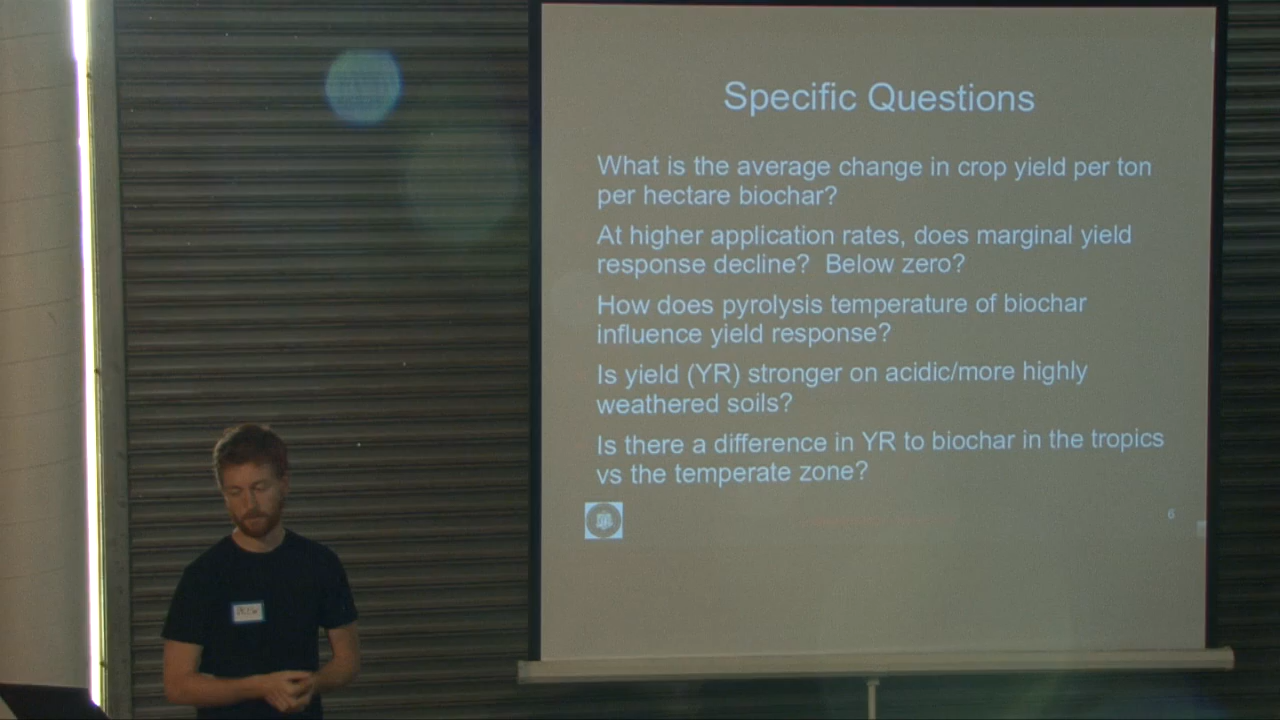 Specific Questions
What is the average change in crop yield per ton
per hectare biochar?
At higher application rates, does marginal yield
response decline?  Below zero?
How does pyrolysis temperature of biochar
influence yield response?
Is yield (YR) stronger on acidic/more highly
weathered soils?
Is there a difference in YR to biochar in the tropics
vs the temperate zone?
6